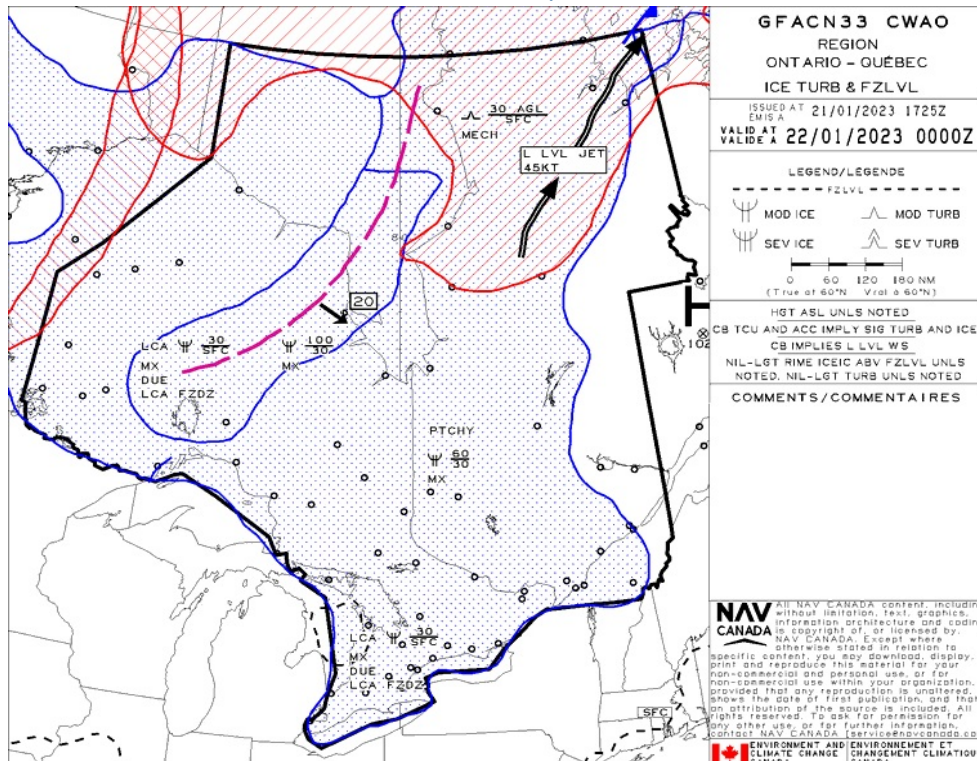 GFACN33 CWAO
REGION
ONTARIO – QUÉBEC
ICE TURB & FZLVL
ISSUED AT
ÉMIS A
21/01/2023 1725Z
VALID AT
VALIDE A
22/01/2023 0000Z
LEGEND/LÉGENDE
FZLVL
MOD ICE
MOD TURB
SEV ICE
SEV TURB
0 60 120 180 NM
(True at 60°N Vrai à 60°N)
HGT ASL UNLS NOTED
CB TCU AND ACC IMPLY SIG TURB AND ICE
CB IMPLIES L LVL WS
NIL-LGT RIME ICEIC ABV FZLVL UNLS
NOTED. NIL-LGT TURB UNLS NOTED
COMMENTS/COMMENTAIRES
30 AGL
SFC
MECH
L LVL JET
45KT
20
LCA
30
SFC
MX
DUE
LCA FZDZ
100
30
MX
PTCHY
60
30
MX
LCA
30
SFC
MX
DUE
LCA FZDZ
H
102
SFC
NAV CANADA
All NAV CANADA content, including
without limitation, text, graphics,
information architecture and coding
is copyright of, or licensed by,
NAV CANADA. Except where
otherwise stated in relation to
specific content, you may download, display,
print and reproduce this material for your
non-commercial and personal use, or for
non-commercial use within your organization,
provided that any reproduction is unaltered,
shows the date of first publication, and that
an attribution of the source is included. All
rights reserved. To ask for permission for
any other use, or for further information,
contact NAV CANADA [service@navcanada.ca
ENVIRONMENT AND
CLIMATE CHANGE
CANADA
ENVIRONNEMENT ET
CHANGEMENT CLIMATIQU
CANADA